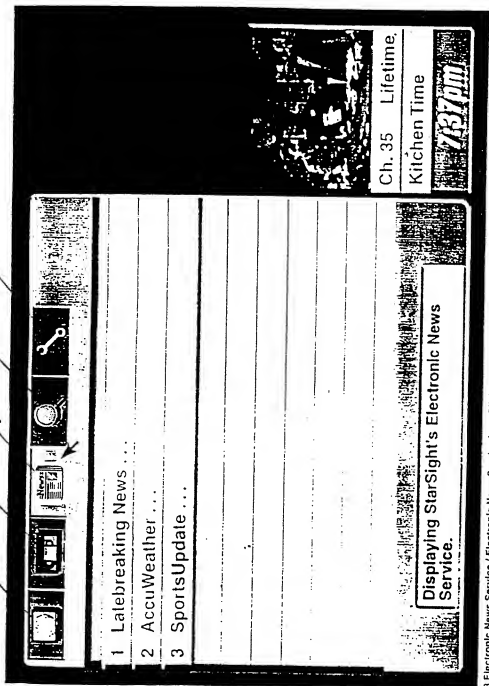 News
1 Latebreaking News ...
2 AccuWeather ...
3 SportsUpdate ...
Displaying StarSight's Electronic News
Service.
Ch. 35 Lifetime
Kitchen Time
7:37pm